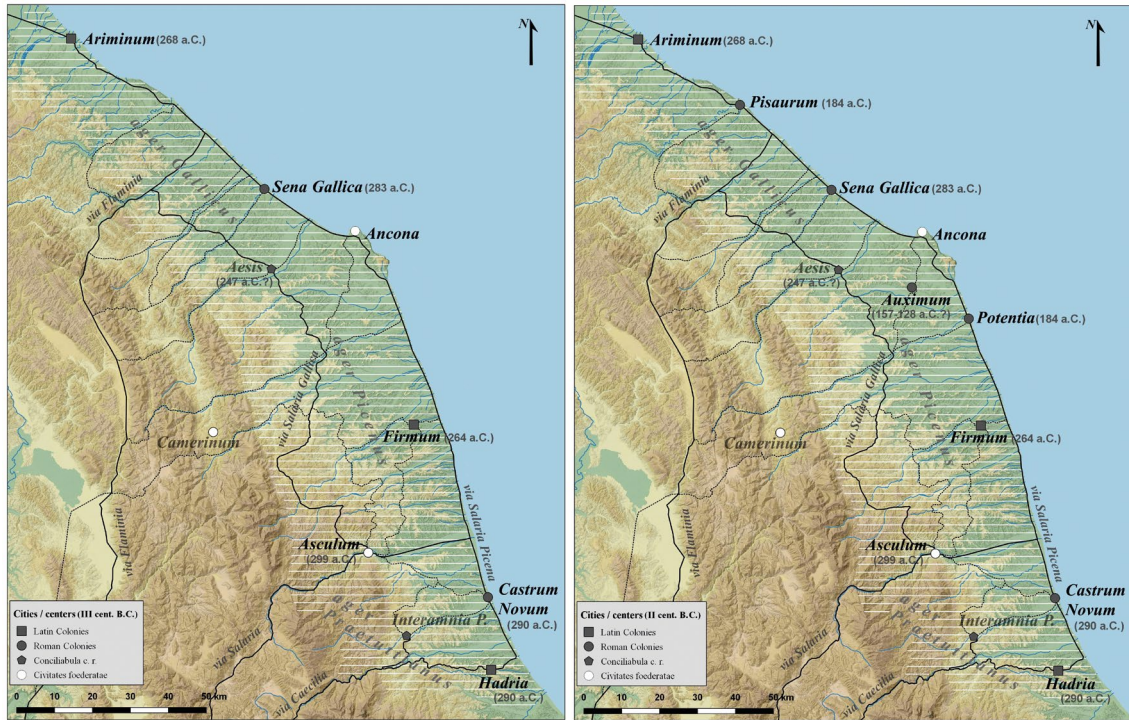 N
Ariminum (268 a.C.)
ager Gallicus
via Flaminia
Sena Gallica (283 a.C.)
Ancona
Aesis
(247 a.C.?)
ager Picenus
via Salaria Gallica
Camerinum
Firmum (264 a.C.)
via Flaminia
via Salaria Picena
Asculum
(299 a.C.)
Castrum
Novum
(290 a.C.)
ager
Praetutianus
Interamnia P.
via Salaria
via Caecilia
Hadria
(290 a.C.)
Cities / centers (III cent. B.C.)
Latin Colonies
Roman Colonies
Conciliabula c. r.
Civitates foederatae
0 10 20 30 40 50 km
N
Ariminum (268 a.C.)
Pisaurum (184 a.C.)
ager Gallicus
via Flaminia
Sena Gallica (283 a.C.)
Ancona
Aesis
(247 a.C.?)
Auximum
(157-128 a.C.?)
Potentia (184 a.C.)
ager Picenus
via Salaria Gallica
Camerinum
Firmum (264 a.C.)
via Flaminia
via Salaria Picena
Asculum
(299 a.C.)
Castrum
Novum
(290 a.C.)
ager
Praetutianus
Interamnia P.
via Salaria
via Caecilia
Hadria
(290 a.C.)
Cities / centers (II cent. B.C.)
Latin Colonies
Roman Colonies
Conciliabula c. r.
Civitates foederatae
0 10 20 30 40 50 km